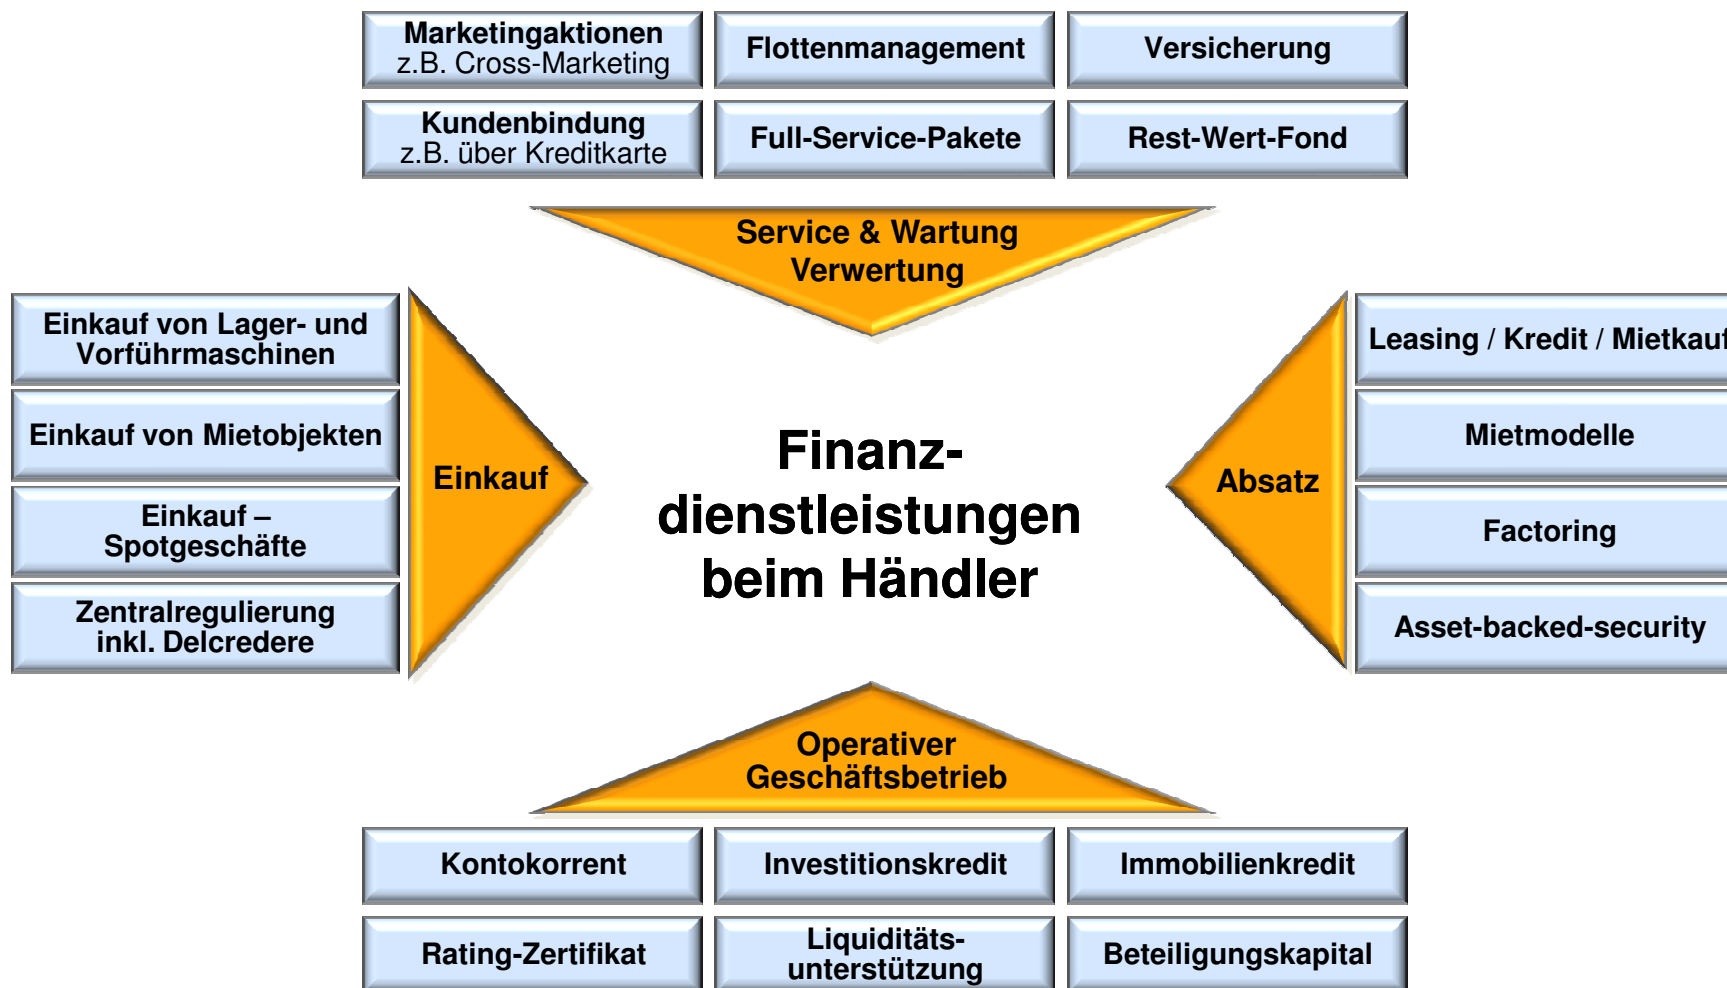 Marketingaktionen
z.B. Cross-Marketing
Flottenmanagement
Versicherung
Kundenbindung
z.B. über Kreditkarte
Full-Service-Pakete
Rest-Wert-Fond
Service & Wartung
Verwertung
Einkauf von Lager- und
Vorführmaschinen
Einkauf von Mietobjekten
Einkauf –
Spotgeschäfte
Zentralregulierung
inkl. Delcredere
Einkauf
Finanz-
dienstleistungen
beim Händler
Absatz
Leasing / Kredit / Mietkauf
Mietmodelle
Factoring
Asset-backed-security
Operativer
Geschäftsbetrieb
Kontokorrent
Investitionskredit
Immobilienkredit
Rating-Zertifikat
Liquiditäts-
unterstützung
Beteiligungskapital